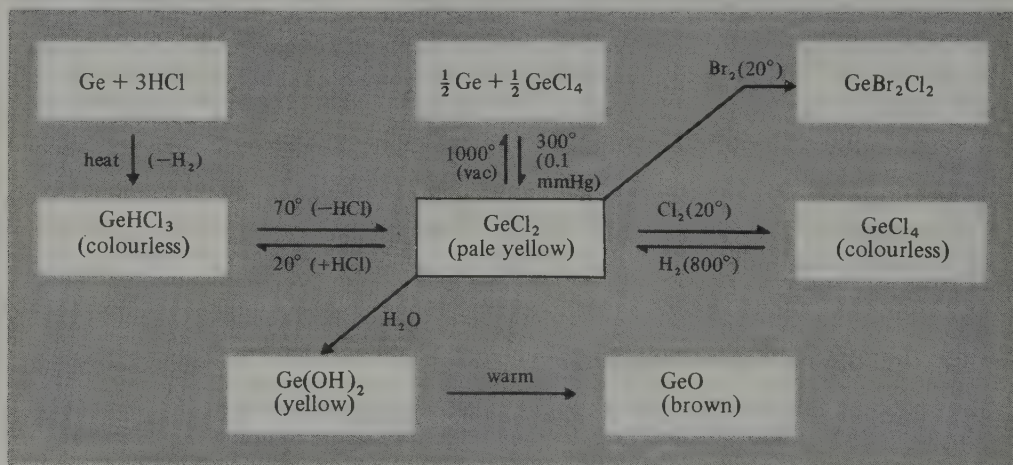 Ge + 3HCl
½ Ge + ½ GeCl₄
Br₂(20°)
GeBr₂Cl₂
heat
(−H₂)
1000°
(vac)
300°
(0.1
mmHg)
GeHCl₃
(colourless)
70° (−HCl)
20° (+HCl)
GeCl₂
(pale yellow)
Cl₂(20°)
H₂(800°)
GeCl₄
(colourless)
H₂O
Ge(OH)₂
(yellow)
warm
GeO
(brown)